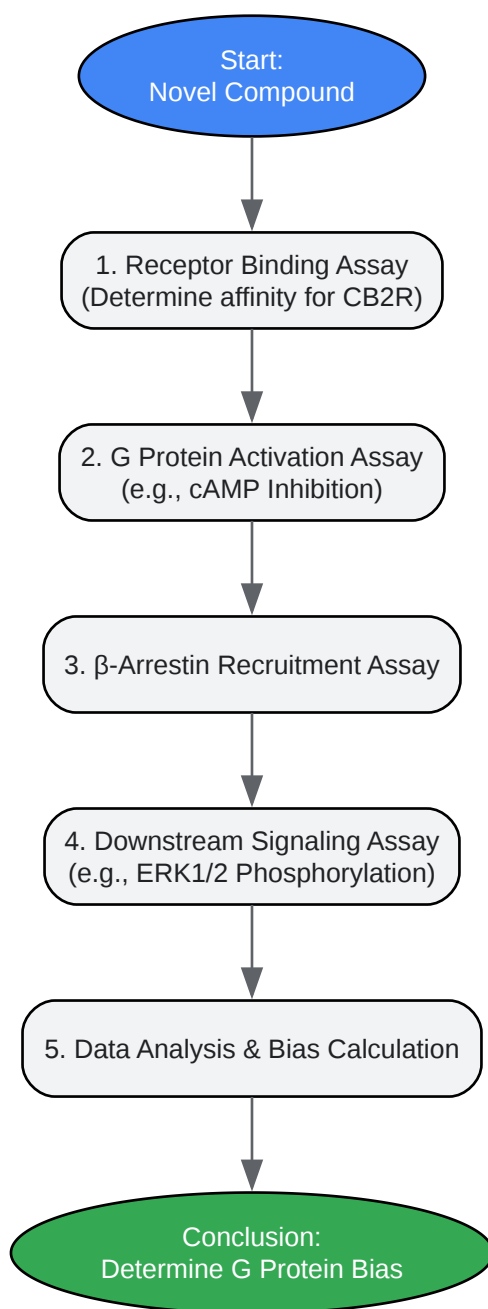 Start:
Novel Compound
1. Receptor Binding Assay
(Determine affinity for CB2R)
2. G Protein Activation Assay
(e.g., cAMP Inhibition)
3. β-Arrestin Recruitment Assay
4. Downstream Signaling Assay
(e.g., ERK1/2 Phosphorylation)
5. Data Analysis & Bias Calculation
Conclusion:
Determine G Protein Bias